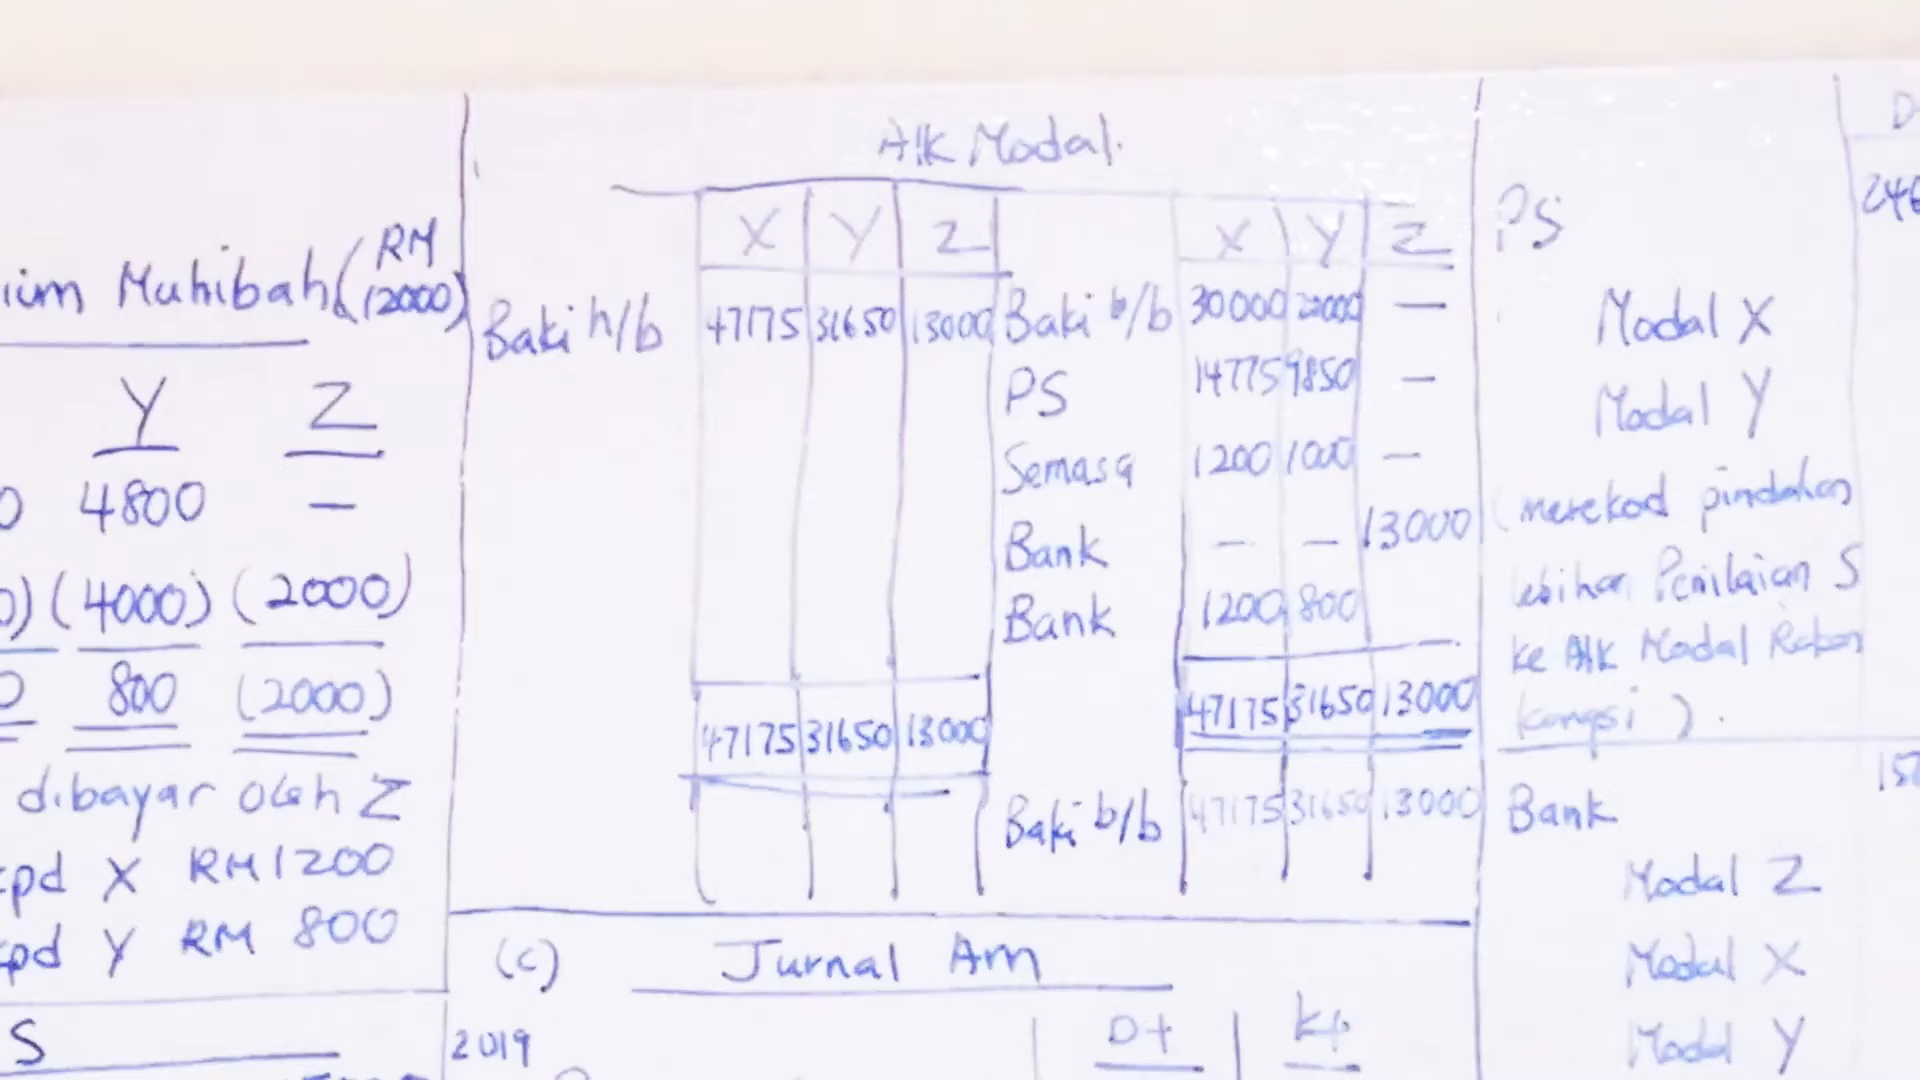 Muhibah (RM 12000)
Y Z
4800 —
(4000) (2000)
800 (2000)
dibayar oleh Z
kpd X RM1200
kpd Y RM 800
S
Alk Modal.
X Y Z X Y Z
Baki h/b 47175 31650 13000 Baki b/b 30000 20000 —
PS 14775 9850 —
Semasa 1200 1000 —
Bank — — 13000
Bank 1200 800
47175 31650 13000 47175 31650 13000
Baki b/b 47175 31650 13000
(c) Jurnal Am
Dt Kt
2019
PS
Modal X
Modal Y
(merekod pindahan
lebihan Penilaian S
ke Alk Modal Rakan
kongsi).
Bank
Modal Z
Modal X
Modal Y